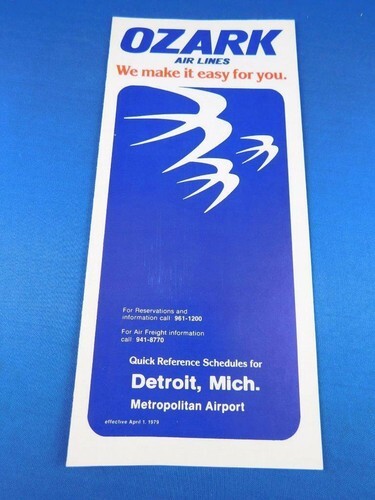 OZARK
AIR LINES
We make it easy for you.
For Reservations and
information call 961-1200
For Air Freight information
call 941-8770
Quick Reference Schedules for
Detroit, Mich.
Metropolitan Airport
effective April 1, 1979